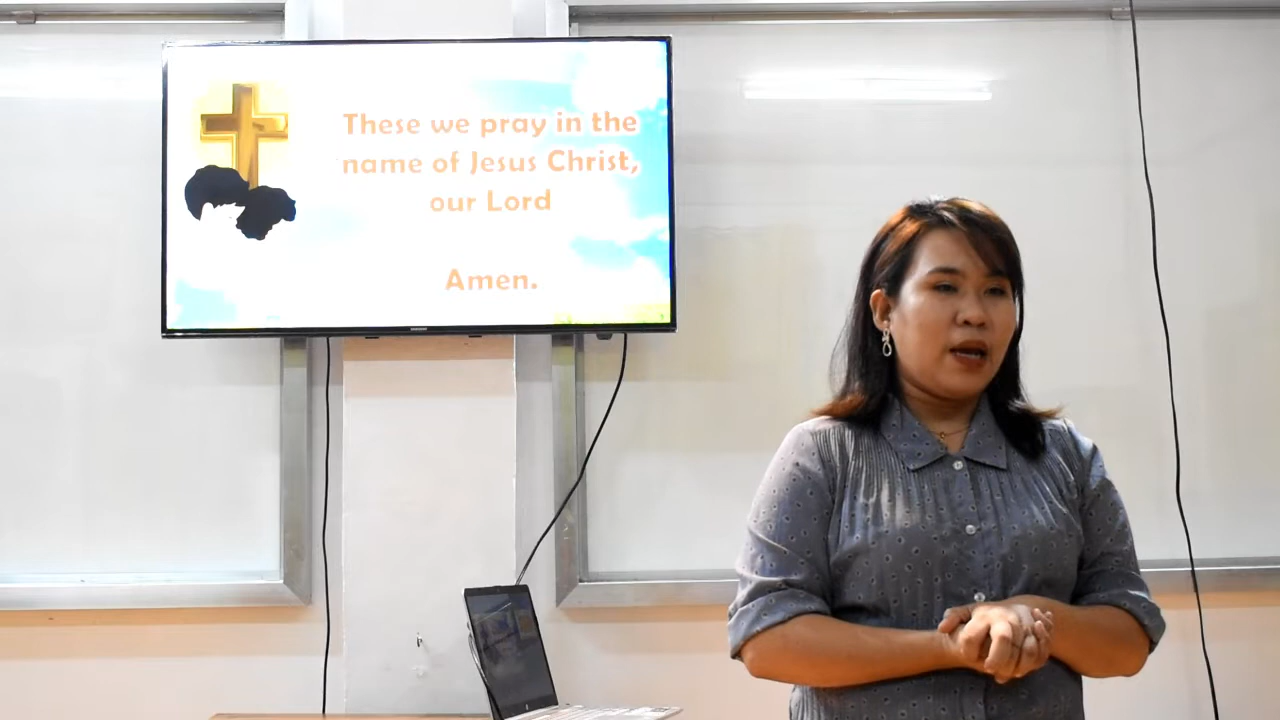 These we pray in the
name of Jesus Christ,
our Lord
Amen.